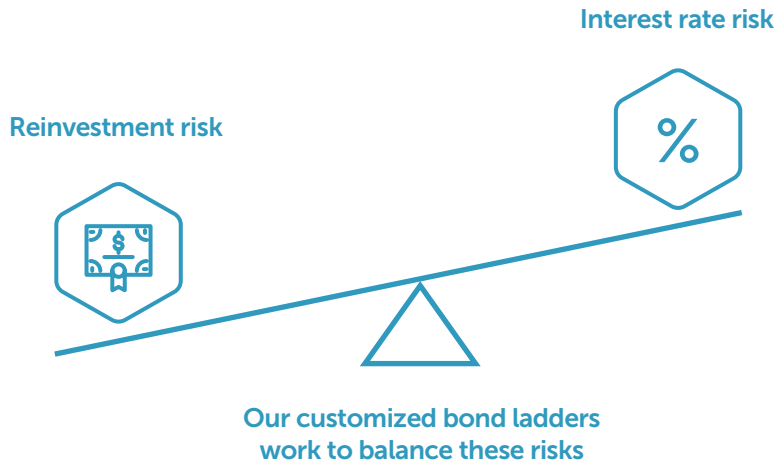 Interest rate risk
Reinvestment risk
%
$
Our customized bond ladders
work to balance these risks